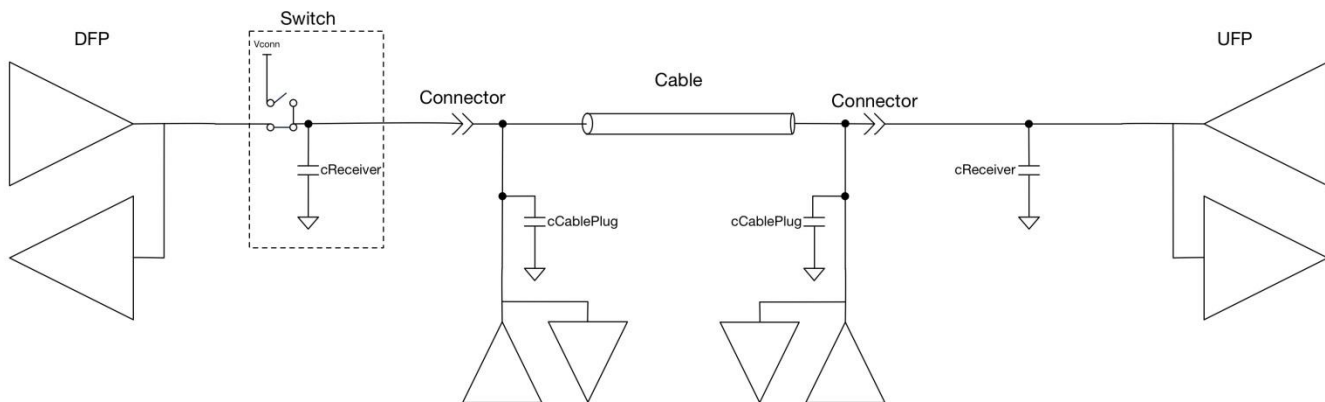 Switch
DFP
UFP
Vconn
Cable
Connector
Connector
cReceiver
cReceiver
cCablePlug
cCablePlug